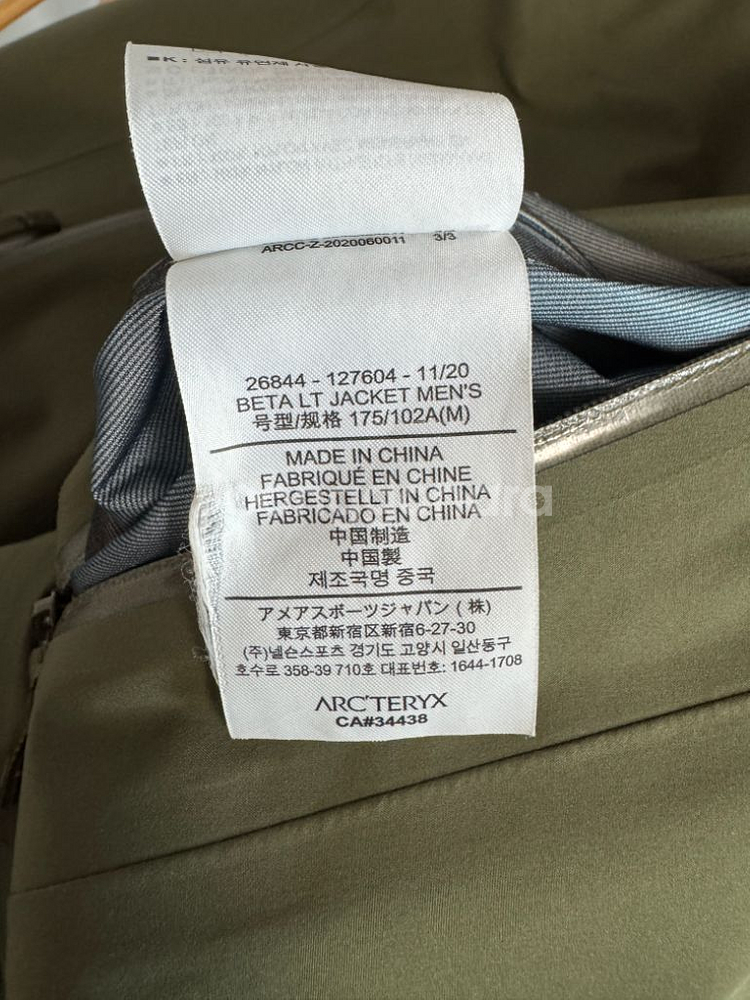 K : 섬유 유연제
ARCC-Z-2020060011 3/3
26844 - 127604 - 11/20
BETA LT JACKET MEN'S
号型/规格 175/102A(M)
MADE IN CHINA
FABRIQUÉ EN CHINE
HERGESTELLT IN CHINA
FABRICADO EN CHINA
中国制造
中国製
제조국명 중국
アメアスポーツジャパン ( 株)
東京都新宿区新宿6-27-30
(주)넬슨스포츠 경기도 고양시 일산동구
호수로 358-39 710호 대표번호: 1644-1708
ARC'TERYX
CA#34438